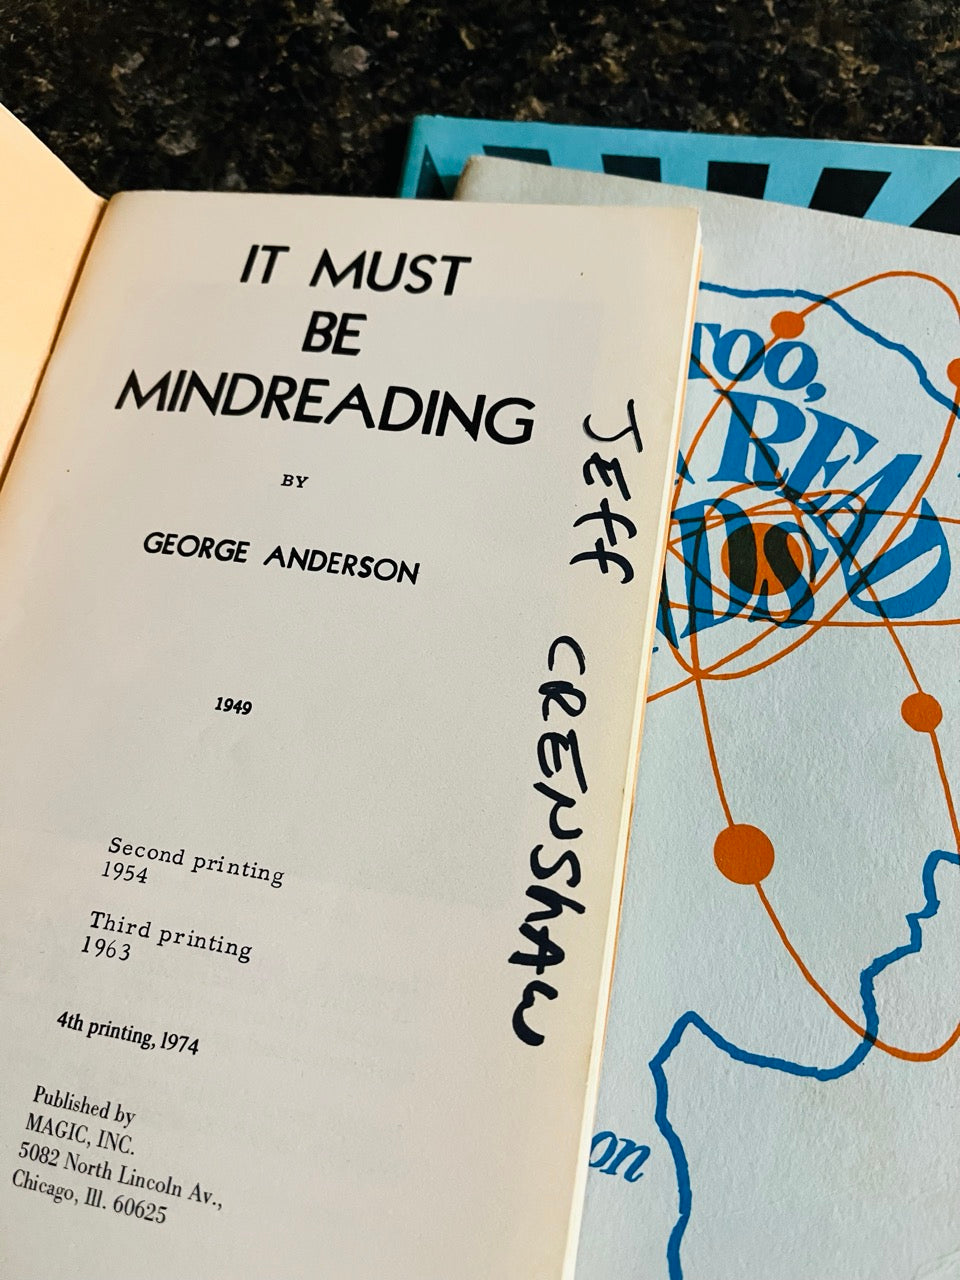 IT MUST
BE
MINDREADING
BY
GEORGE ANDERSON
1949
Second printing
1954
Third printing
1963
4th printing, 1974
Published by
MAGIC, INC.
5082 North Lincoln Av.,
Chicago, Ill. 60625
JEff CRENShAW
TOO,
READ